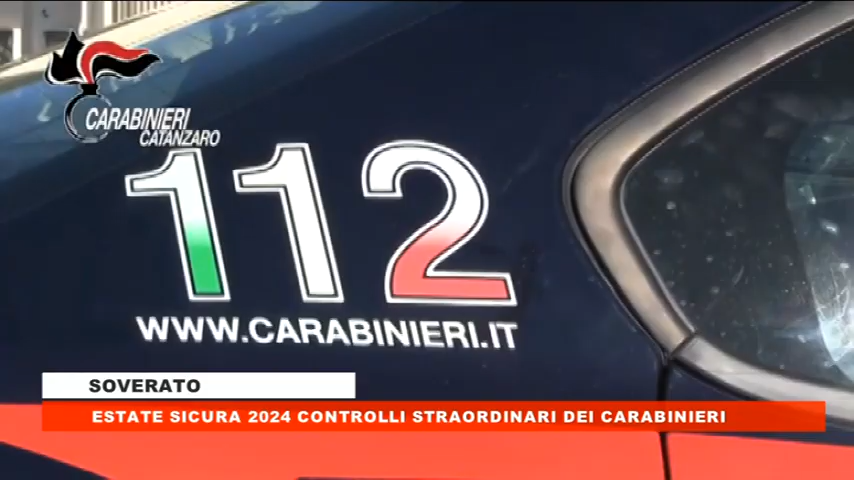 CARABINIERI
CATANZARO
112
WWW.CARABINIERI.IT
SOVERATO
ESTATE SICURA 2024 CONTROLLI STRAORDINARI DEI CARABINIERI